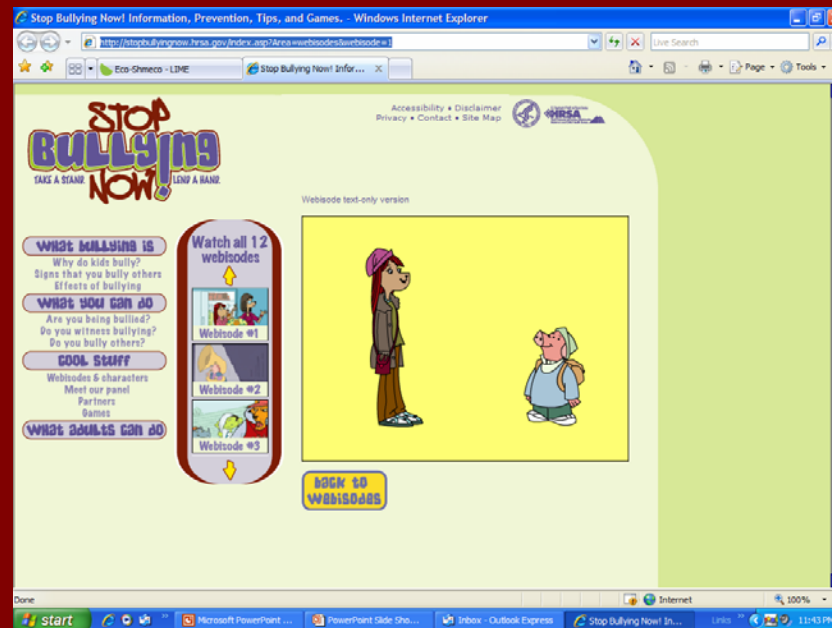 Stop Bullying Now! Information, Prevention, Tips, and Games. - Windows Internet Explorer
http://stopbullyingnow.hrsa.gov/index.asp?Area=webisodes&webisode=1
Live Search
Eco-Shmeco - LIME
Stop Bullying Now! Infor...
Page
Tools
STOP
BULLYING
NOW!
TAKE A STAND.
LEND A HAND.
Accessibility • Disclaimer
Privacy • Contact • Site Map
HRSA
Webisode text-only version
What bullying is
Why do kids bully?
Signs that you bully others
Effects of bullying
What you can do
Are you being bullied?
Do you witness bullying?
Do you bully others?
Cool Stuff
Webisodes & characters
Meet our panel
Partners
Games
What adults can do
Watch all 12
webisodes
Webisode #1
Webisode #2
Webisode #3
back to
webisodes
Done
Internet
100%
start
Microsoft PowerPoint ...
PowerPoint Slide Sho...
Inbox - Outlook Express
Stop Bullying Now! In...
Links
11:43 PM